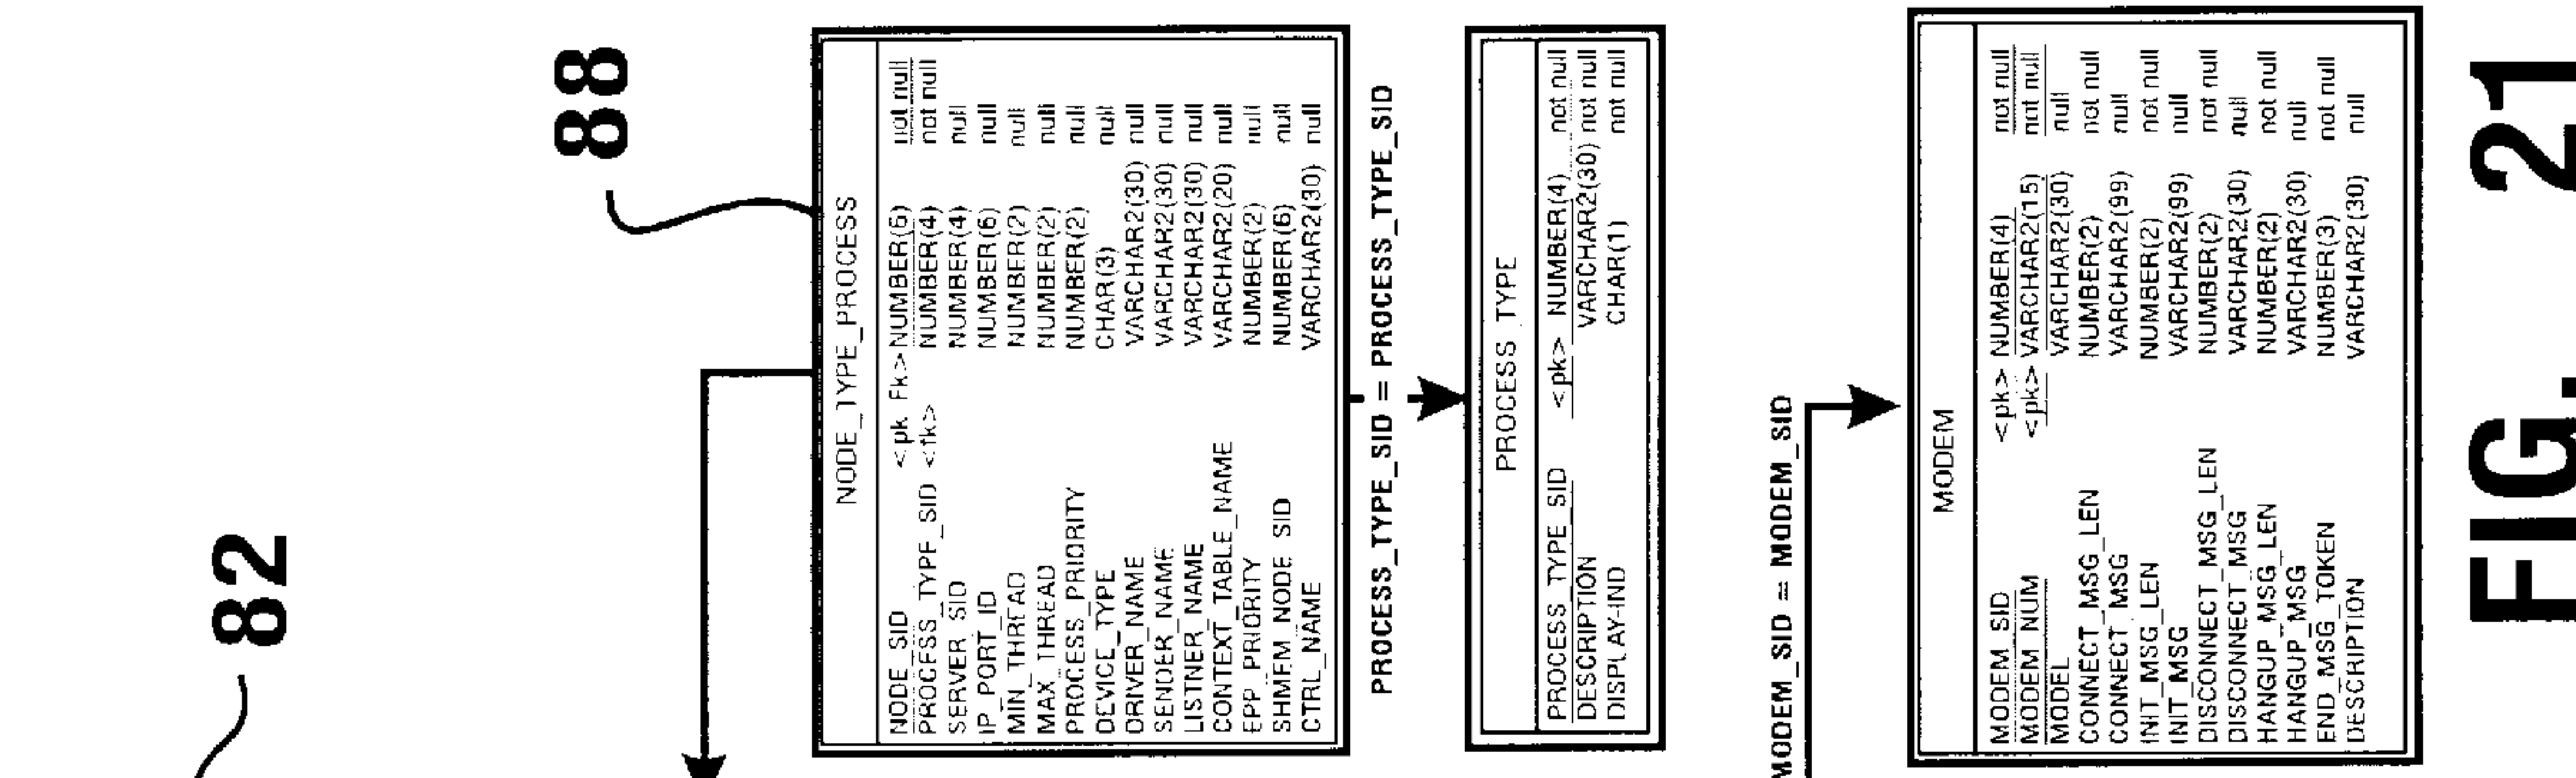 82
88
NODE_TYPE_PROCESS
NODE_SID <pk Fk> NUMBER(6) not null
PROCESS_TYPE_SID <fk> NUMBER(4) not null
SERVER_SID NUMBER(4) null
IP_PORT_ID NUMBER(6) null
MIN_THREAD NUMBER(2) null
MAX_THREAD NUMBER(2) null
PROCESS_PRIORITY NUMBER(2) null
DEVICE_TYPE CHAR(3) null
DRIVER_NAME VARCHAR2(30) null
SENDER_NAME VARCHAR2(30) null
LISTNER_NAME VARCHAR2(30) null
CONTEXT_TABLE_NAME VARCHAR2(20) null
EPP_PRIORITY NUMBER(2) null
SHMEM_NODE SID NUMBER(6) null
CTRL_NAME VARCHAR2(30) null
PROCESS_TYPE_SID = PROCESS_TYPE_SID
PROCESS_TYPE
PROCESS_TYPE_SID <pk> NUMBER(4) not null
DESCRIPTION VARCHAR2(30) not null
DISPLAY-IND CHAR(1) not null
MODEM_SID = MODEM_SID
MODEM
MODEM_SID <pk> NUMBER(4) not null
MODEM_NUM <pk> VARCHAR2(15) not null
MODEL VARCHAR2(30) null
CONNECT_MSG_LEN NUMBER(2) not null
CONNECT_MSG VARCHAR2(99) null
INIT_MSG_LEN NUMBER(2) not null
INIT_MSG VARCHAR2(99) null
DISCONNECT_MSG_LEN NUMBER(2) not null
DISCONNECT_MSG VARCHAR2(30) null
HANGUP_MSG_LEN NUMBER(2) not null
HANGUP_MSG VARCHAR2(30) null
END_MSG_TOKEN NUMBER(3) not null
DESCRIPTION VARCHAR2(30) null
FIG. 21